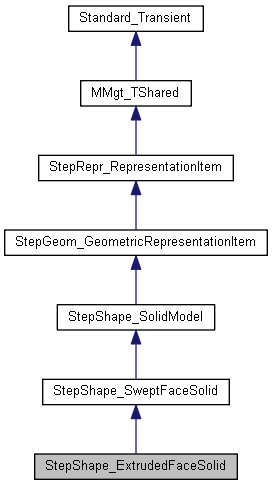 Standard_Transient
MMgt_TShared
StepRepr_RepresentationItem
StepGeom_GeometricRepresentationItem
StepShape_SolidModel
StepShape_SweptFaceSolid
StepShape_ExtrudedFaceSolid